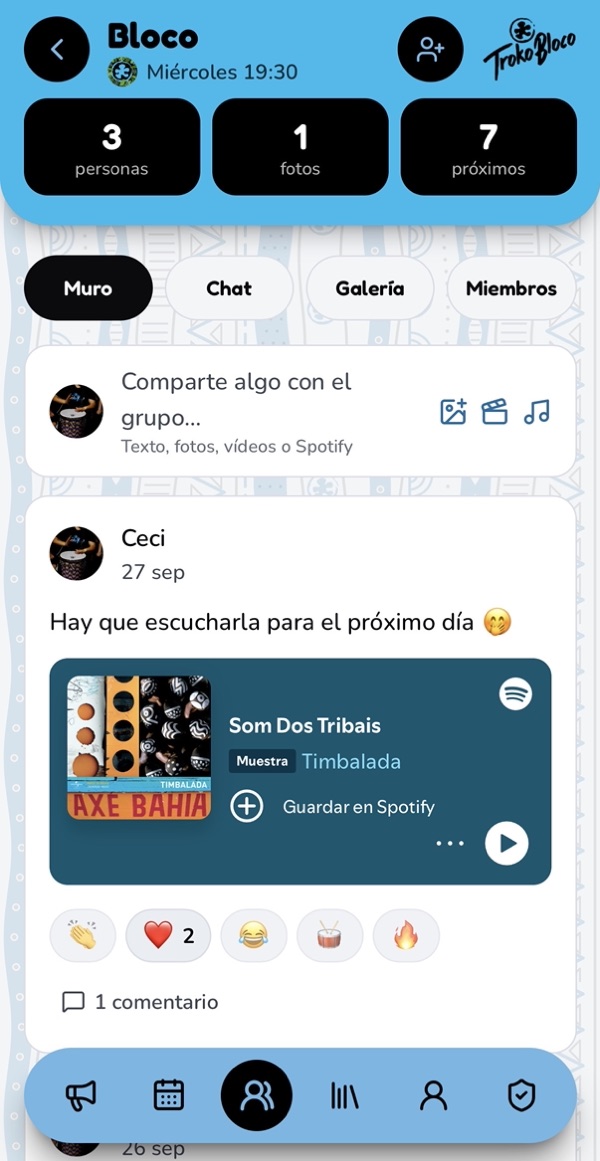 Bloco
Miércoles 19:30
TrokoBloco
3
personas
1
fotos
7
próximos
Muro
Chat
Galería
Miembros
Comparte algo con el
grupo...
Texto, fotos, vídeos o Spotify
Ceci
27 sep
Hay que escucharla para el próximo día 🤭
Som Dos Tribais
Muestra Timbalada
TIMBALADA
AXÉ BAHIA
Guardar en Spotify
2
1 comentario
26 sep